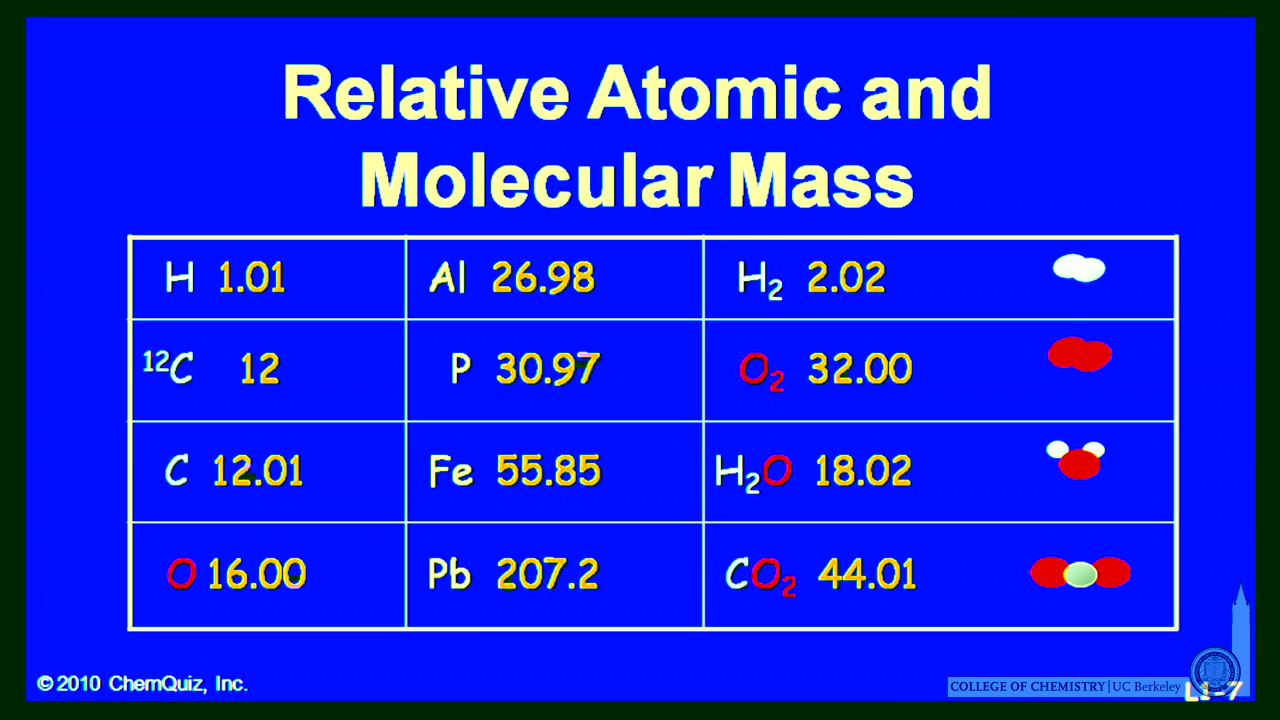 Relative Atomic and
Molecular Mass
H 1.01 Al 26.98 H₂ 2.02
¹²C 12 P 30.97 O₂ 32.00
C 12.01 Fe 55.85 H₂O 18.02
O 16.00 Pb 207.2 CO₂ 44.01
© 2010 ChemQuiz, Inc.
COLLEGE OF CHEMISTRY | UC Berkeley
L1-7